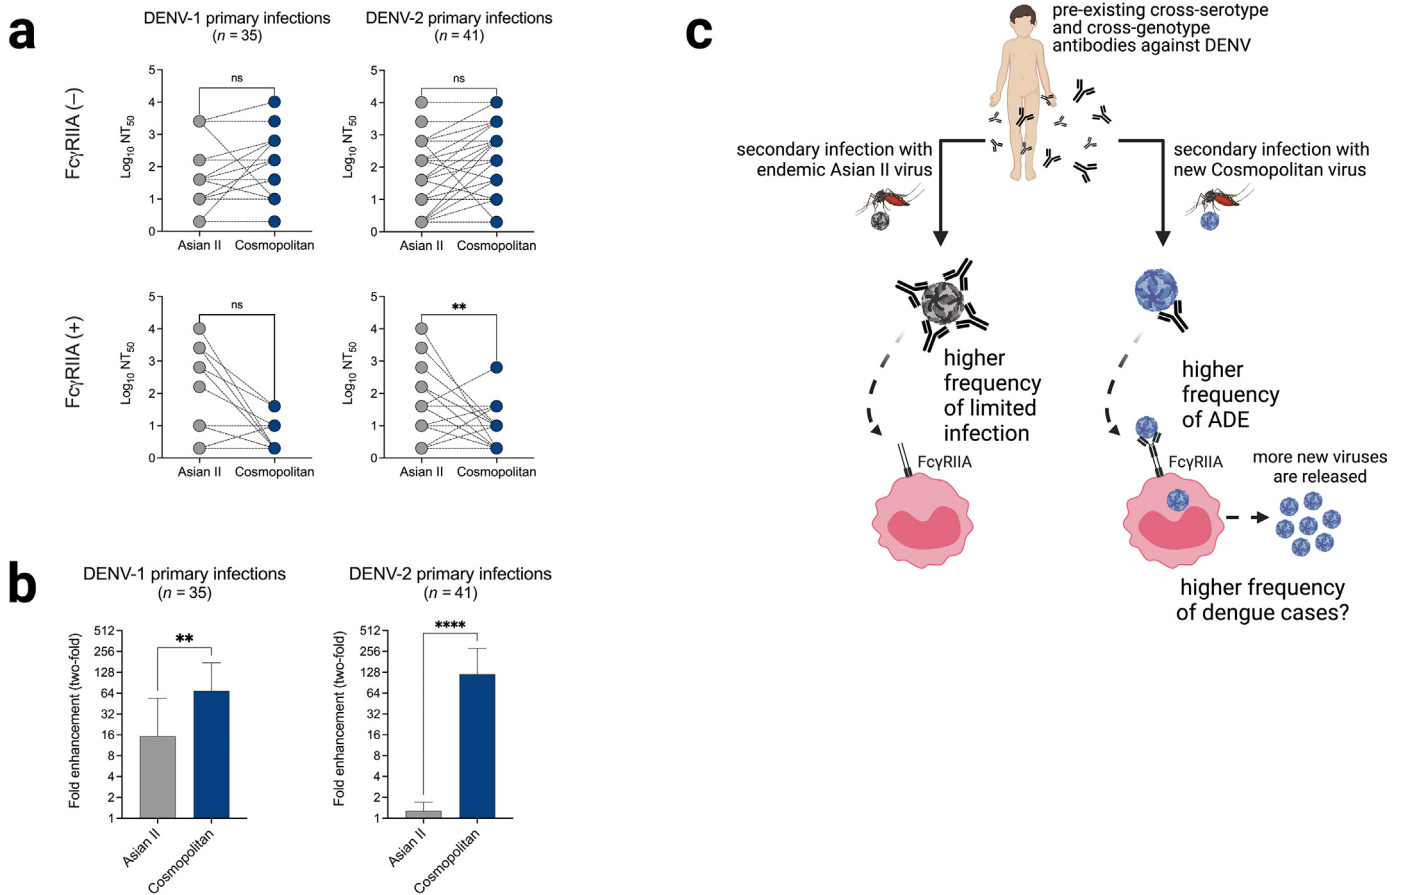 a
DENV-1 primary infections
(n = 35)
DENV-2 primary infections
(n = 41)
FcγRIIA (–)
Log10 NT50
5
4
3
2
1
0
ns
Asian II
Cosmopolitan
Log10 NT50
5
4
3
2
1
0
ns
Asian II
Cosmopolitan
FcγRIIA (+)
Log10 NT50
5
4
3
2
1
0
ns
Asian II
Cosmopolitan
Log10 NT50
5
4
3
2
1
0
**
Asian II
Cosmopolitan
b
DENV-1 primary infections
(n = 35)
Fold enhancement (two-fold)
512
256
128
64
32
16
8
4
2
1
**
Asian II
Cosmopolitan
DENV-2 primary infections
(n = 41)
Fold enhancement (two-fold)
512
256
128
64
32
16
8
4
2
1
****
Asian II
Cosmopolitan
c
pre-existing cross-serotype
and cross-genotype
antibodies against DENV
secondary infection with
endemic Asian II virus
secondary infection with
new Cosmopolitan virus
higher
frequency
of limited
infection
FcγRIIA
higher
frequency
of ADE
FcγRIIA
more new viruses
are released
higher frequency
of dengue cases?